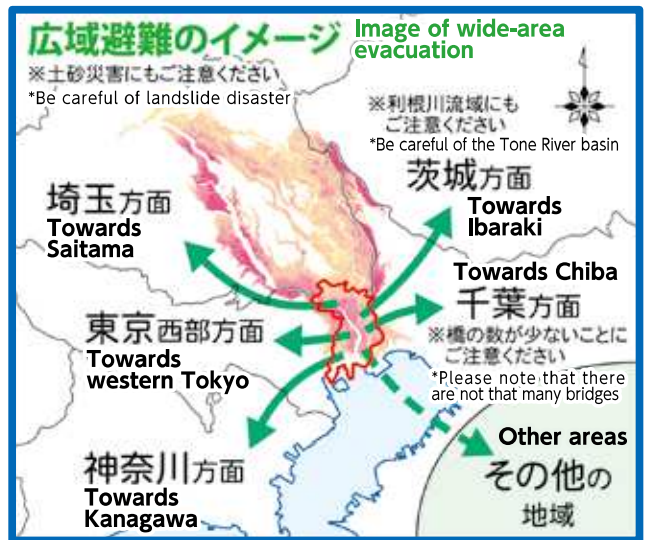 広域避難のイメージ
Image of wide-area
evacuation
※土砂災害にもご注意ください
*Be careful of landslide disaster
※利根川流域にも
ご注意ください
*Be careful of the Tone River basin
茨城方面
Towards
Ibaraki
埼玉方面
Towards
Saitama
Towards Chiba
千葉方面
※橋の数が少ないことに
ご注意ください
*Please note that there
are not that many bridges
東京西部方面
Towards
western Tokyo
Other areas
その他の
地域
神奈川方面
Towards
Kanagawa